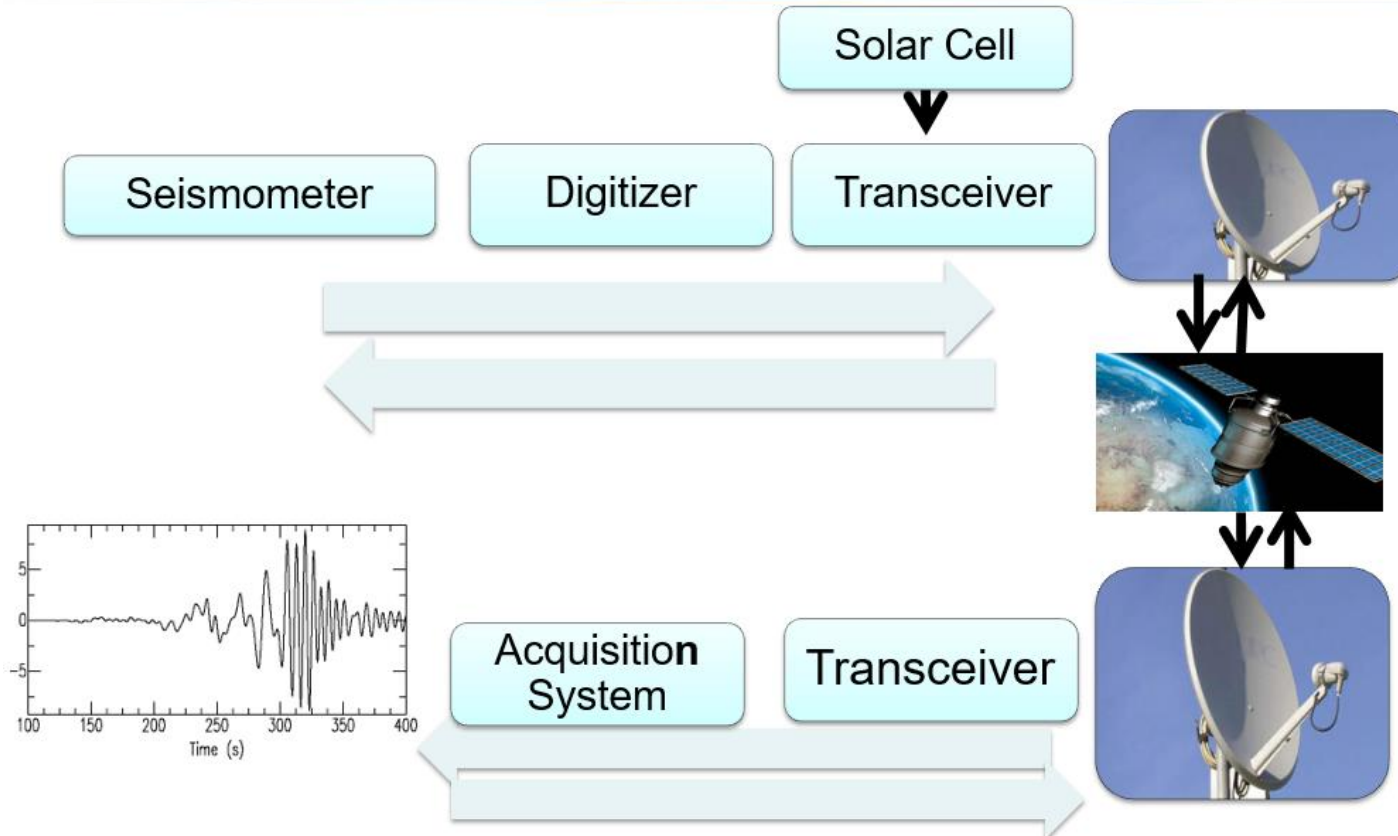 Solar Cell
Seismometer
Digitizer
Transceiver
5
0
-5
100 150 200 250 300 350 400
Time (s)
Acquisition
System
Transceiver